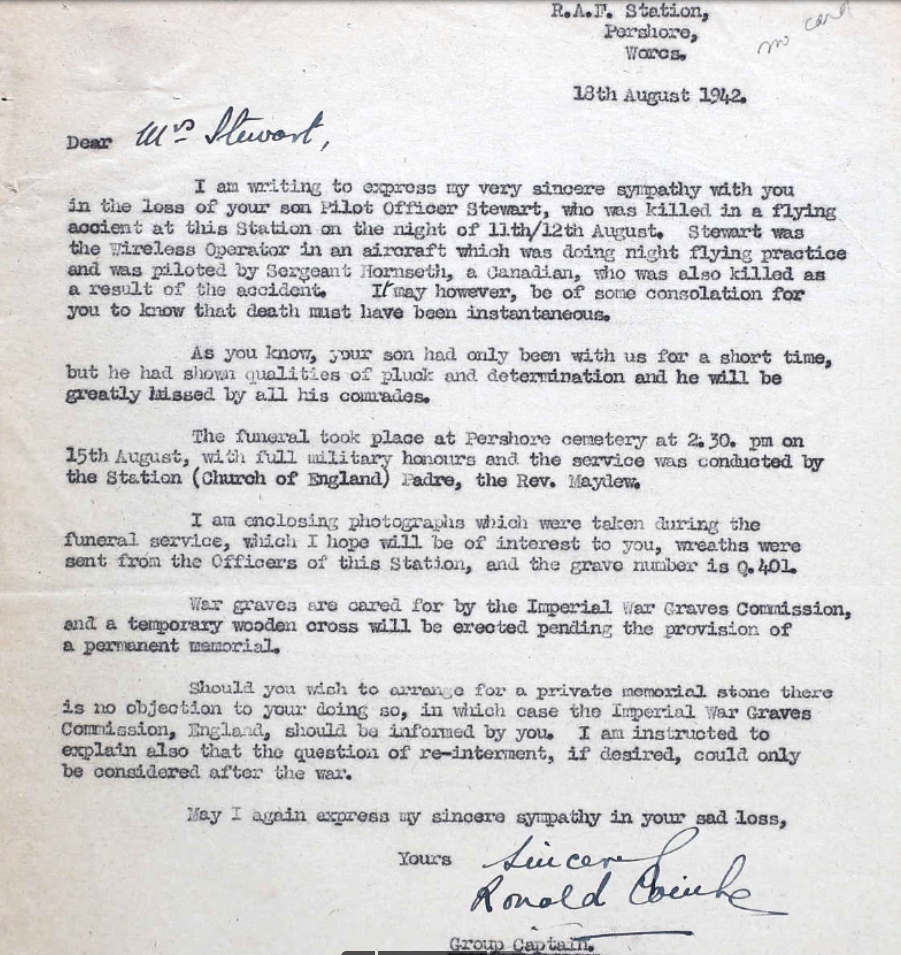 R.A.F. Station,
Pershore,
Worcs.
no card
18th August 1942.
Dear Mrs Stewart,
I am writing to express my very sincere sympathy with you
in the loss of your son Pilot Officer Stewart, who was killed in a flying
accient at this Station on the night of 11th/12th August. Stewart was
the Wireless Operator in an aircraft which was doing night flying practice
and was piloted by Sergeant Hornseth, a Canadian, who was also killed as
a result of the accident. It may however, be of some consolation for
you to know that death must have been instantaneous.
As you know, your son had only been with us for a short time,
but he had shown qualities of pluck and determination and he will be
greatly missed by all his comrades.
The funeral took place at Pershore cemetery at 2.30. pm on
15th August, with full military honours and the service was conducted by
the Station (Church of England) Padre, the Rev. Maydew.
I am enclosing photographs which were taken during the
funeral service, which I hope will be of interest to you, wreaths were
sent from the Officers of this Station, and the grave number is Q.401.
War graves are cared for by the Imperial War Graves Commission,
and a temporary wooden cross will be erected pending the provision of
a permanent memorial.
Should you wish to arrange for a private memorial stone there
is no objection to your doing so, in which case the Imperial War Graves
Commission, England, should be informed by you. I am instructed to
explain also that the question of re-interment, if desired, could only
be considered after the war.
May I again express my sincere sympathy in your sad loss,
Yours sincerely
Ronald
Group Captain.